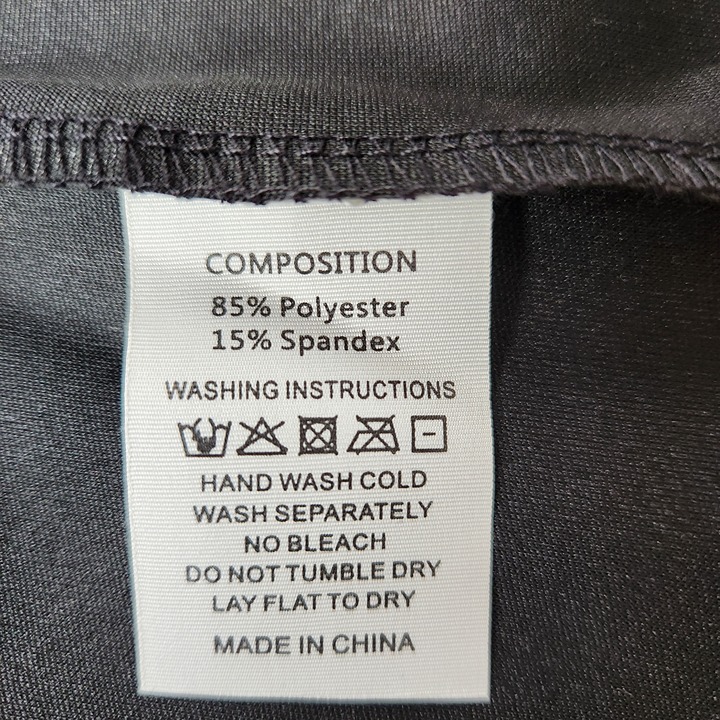 COMPOSITION
85% Polyester
15% Spandex
WASHING INSTRUCTIONS
HAND WASH COLD
WASH SEPARATELY
NO BLEACH
DO NOT TUMBLE DRY
LAY FLAT TO DRY
MADE IN CHINA